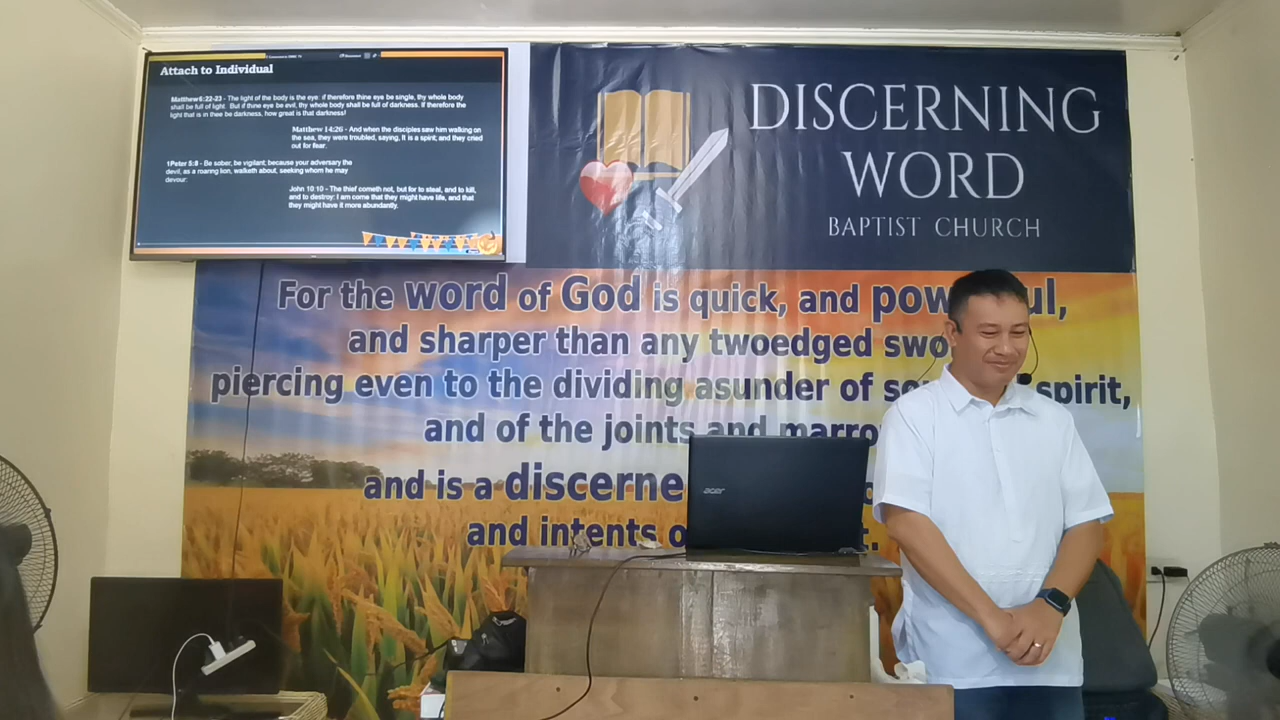 Attach to Individual
Matthew 6:22-23 - The light of the body is the eye: if therefore thine eye be single, thy whole body
shall be full of light. But if thine eye be evil, thy whole body shall be full of darkness. If therefore the
light that is in thee be darkness, how great is that darkness!
Matthew 14:26 - And when the disciples saw him walking on
the sea, they were troubled, saying, It is a spirit; and they cried
out for fear.
1Peter 5:8 - Be sober, be vigilant; because your adversary the
devil, as a roaring lion, walketh about, seeking whom he may
devour:
John 10:10 - The thief cometh not, but for to steal, and to kill,
and to destroy: I am come that they might have life, and that
they might have it more abundantly.
DISCERNING
WORD
BAPTIST CHURCH
For the word of God is quick, and pow ul,
and sharper than any twoedged swo
piercing even to the dividing asunder of so spirit,
and of the joints and marro
and is a discerne
and intents o t.
acer